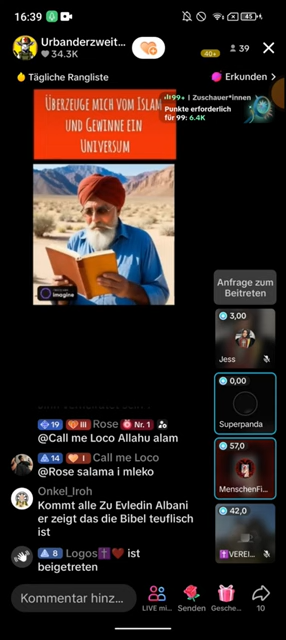 16:39
45
Urbanderzweit...
34.3K
40+
39
Tägliche Rangliste
Erkunden >
ÜBERZEUGE MICH VOM ISLAM
UND GEWINNE EIN
UNIVERSUM
99+ | Zuschauer*innen
Punkte erforderlich
für 99: 6.4K
imagine
Anfrage zum
Beitreten
3,00
Jess
0,00
Superpanda
57,0
MenschenFi...
42,0
VEREI...
19 III Rose Nr. 1
@Call me Loco Allahu alam
14 I Call me Loco
@Rose salama i mleko
Onkel_Iroh
Kommt alle Zu Evledin Albani
er zeigt das die Bibel teuflisch
ist
8 Logos✝️❤️ ist
beigetreten
Kommentar hinz...
LIVE mi...
Senden
Gesche...
10